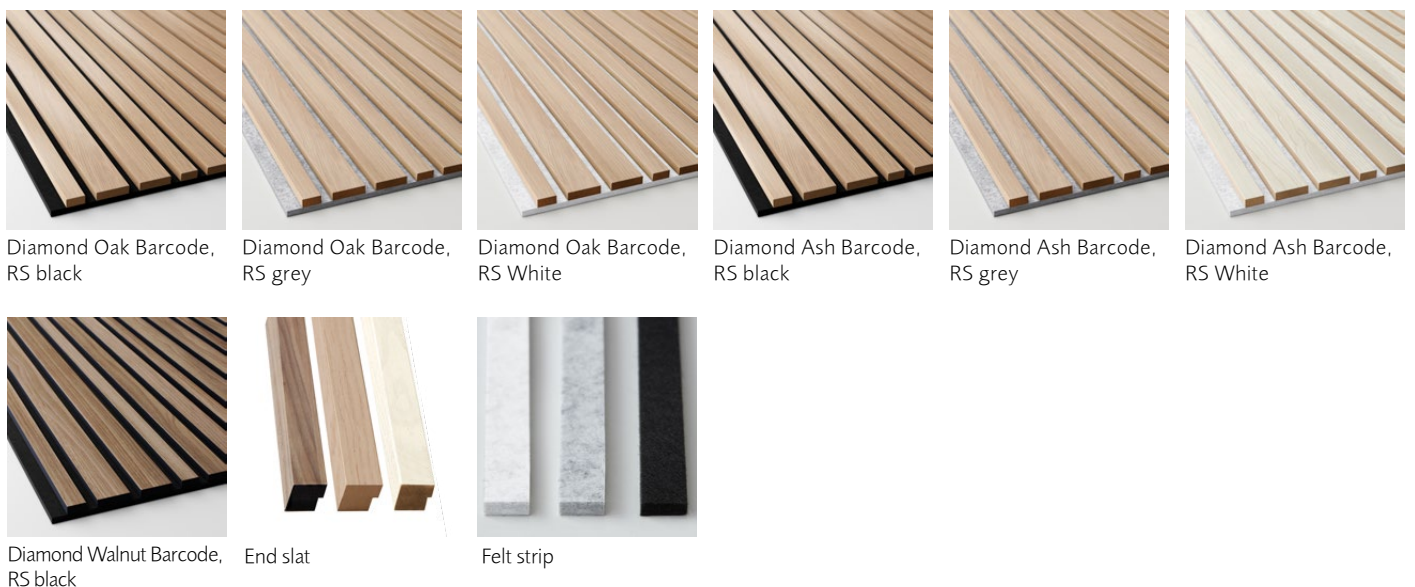 Diamond Oak Barcode,
RS black
Diamond Oak Barcode,
RS grey
Diamond Oak Barcode,
RS White
Diamond Ash Barcode,
RS black
Diamond Ash Barcode,
RS grey
Diamond Ash Barcode,
RS White
Diamond Walnut Barcode,
RS black
End slat
Felt strip